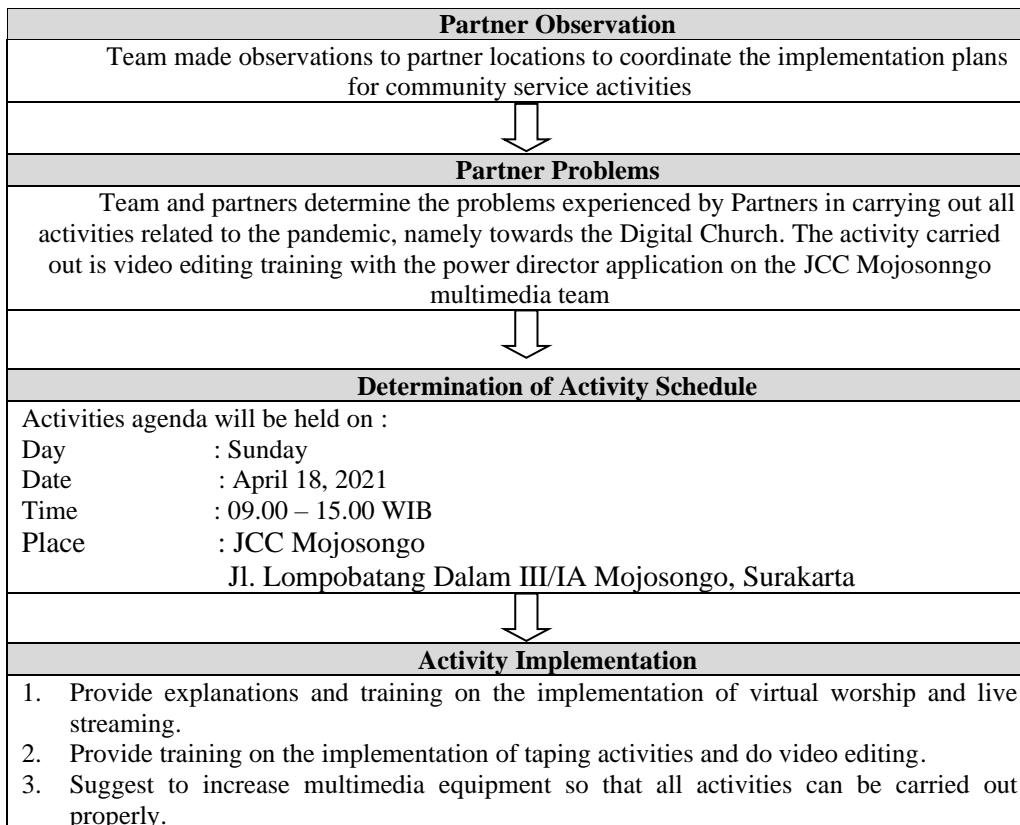 Partner Observation
Team made observations to partner locations to coordinate the implementation plans
for community service activities
Partner Problems
Team and partners determine the problems experienced by Partners in carrying out all
activities related to the pandemic, namely towards the Digital Church. The activity carried
out is video editing training with the power director application on the JCC Mojosonngo
multimedia team
Determination of Activity Schedule
Activities agenda will be held on :
Day : Sunday
Date : April 18, 2021
Time : 09.00 – 15.00 WIB
Place : JCC Mojosongo
Jl. Lompobatang Dalam III/IA Mojosongo, Surakarta
Activity Implementation
1. Provide explanations and training on the implementation of virtual worship and live
streaming.
2. Provide training on the implementation of taping activities and do video editing.
3. Suggest to increase multimedia equipment so that all activities can be carried out
properly.